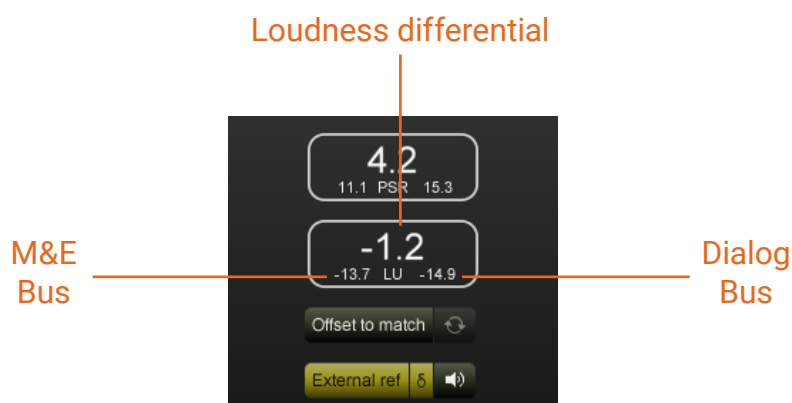 Loudness differential
4.2
11.1 PSR 15.3
M&E
Bus
-1.2
-13.7 LU -14.9
Dialog
Bus
Offset to match
External ref δ